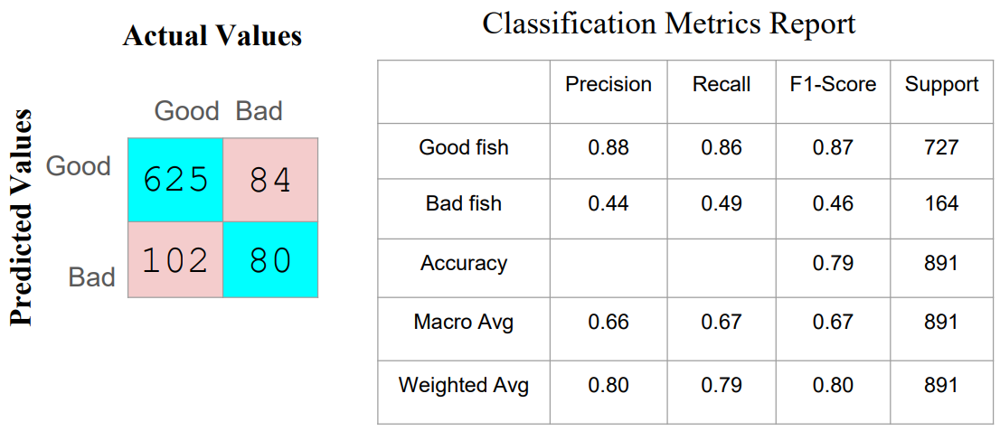 Actual Values
Good Bad
Predicted Values
Good 625 84
Bad 102 80
Classification Metrics Report
Precision Recall F1-Score Support
Good fish 0.88 0.86 0.87 727
Bad fish 0.44 0.49 0.46 164
Accuracy 0.79 891
Macro Avg 0.66 0.67 0.67 891
Weighted Avg 0.80 0.79 0.80 891